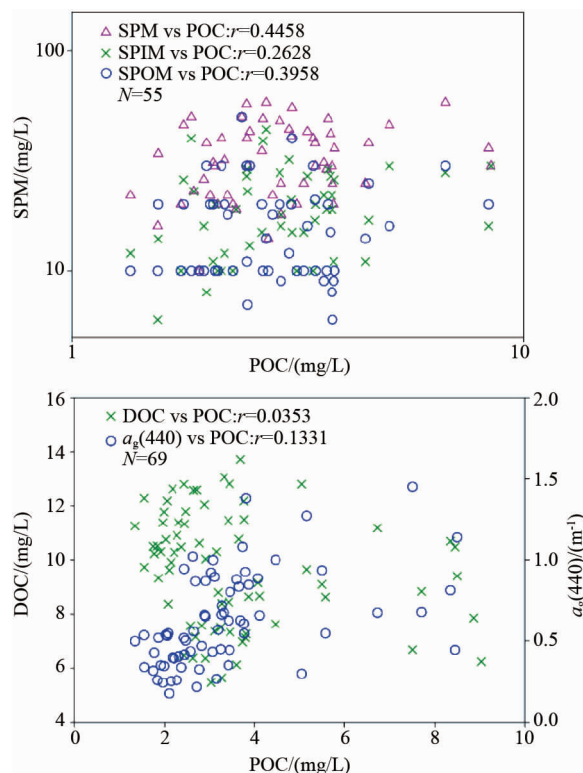 100
SPM vs POC:r=0.4458
SPIM vs POC:r=0.2628
SPOM vs POC:r=0.3958
N=55
SPM/(mg/L)
10
1
10
POC/(mg/L)
16
2.0
DOC vs POC:r=0.0353
ag(440) vs POC:r=0.1331
N=69
14
12
10
8
6
4
1.5
1.0
0.5
0.0
DOC/(mg/L)
ag(440)/(m-1)
0
2
4
6
8
10
POC/(mg/L)